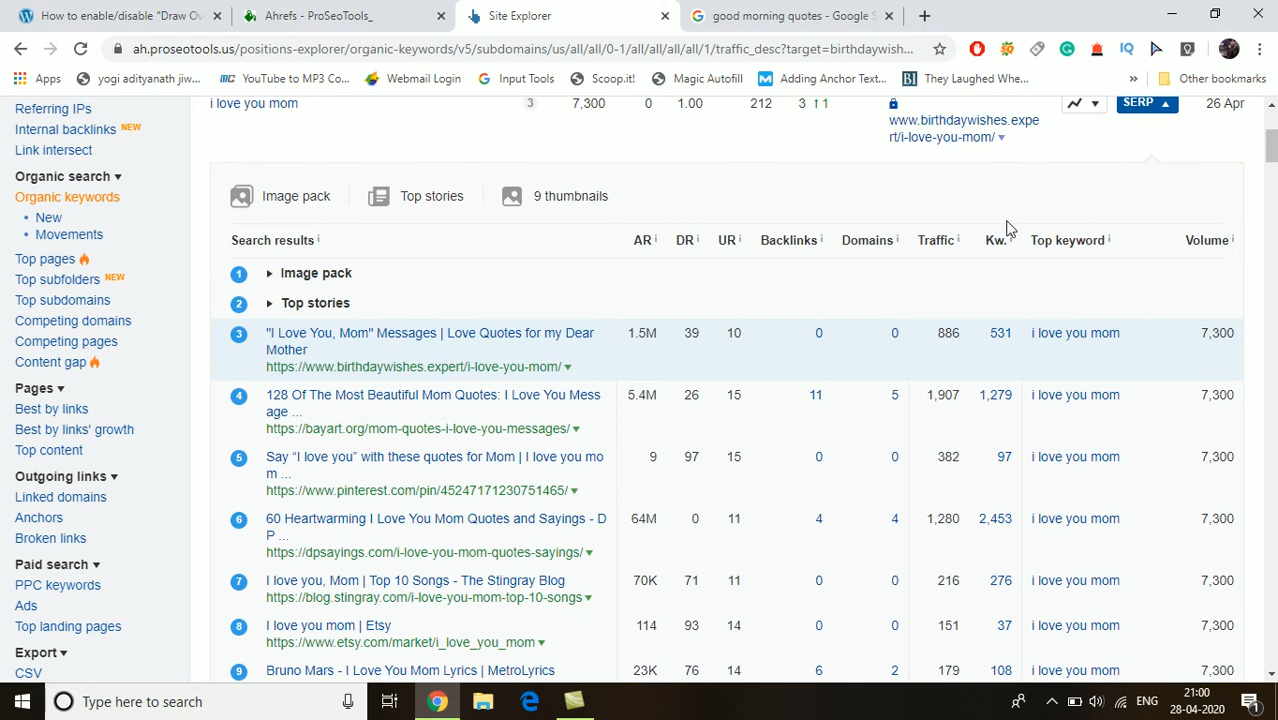 How to enable/disable "Draw Ov
Ahrefs - ProSeoTools_
Site Explorer
good morning quotes - Google S
ah.proseotools.us/positions-explorer/organic-keywords/v5/subdomains/us/all/all/0-1/all/all/all/all/1/traffic_desc?target=birthdaywish...
Apps
yogi adityanath jiw...
YouTube to MP3 Co...
Webmail Login
Input Tools
Scoop.it!
Magic Autofill
Adding Anchor Text...
They Laughed Whe...
»
Other bookmarks
Referring IPs
Internal backlinks NEW
Link intersect
Organic search
Organic keywords
New
Movements
Top pages
Top subfolders NEW
Top subdomains
Competing domains
Competing pages
Content gap
Pages
Best by links
Best by links' growth
Top content
Outgoing links
Linked domains
Anchors
Broken links
Paid search
PPC keywords
Ads
Top landing pages
Export
CSV
i love you mom 3 7,300 0 1.00 212 3 ↑1 SERP 26 Apr
www.birthdaywishes.expe
rt/i-love-you-mom/
Image pack Top stories 9 thumbnails
Search results AR DR UR Backlinks Domains Traffic Kw. Top keyword Volume
1 Image pack
2 Top stories
3 "I Love You, Mom" Messages | Love Quotes for my Dear 1.5M 39 10 0 0 886 531 i love you mom 7,300
Mother
https://www.birthdaywishes.expert/i-love-you-mom/
4 128 Of The Most Beautiful Mom Quotes: I Love You Mess 5.4M 26 15 11 5 1,907 1,279 i love you mom 7,300
age ...
https://bayart.org/mom-quotes-i-love-you-messages/
5 Say “I love you” with these quotes for Mom | I love you mo 9 97 15 0 0 382 97 i love you mom 7,300
m ...
https://www.pinterest.com/pin/45247171230751465/
6 60 Heartwarming I Love You Mom Quotes and Sayings - D 64M 0 11 4 4 1,280 2,453 i love you mom 7,300
P ...
https://dpsayings.com/i-love-you-mom-quotes-sayings/
7 I love you, Mom | Top 10 Songs - The Stingray Blog 70K 71 11 0 0 216 276 i love you mom 7,300
https://blog.stingray.com/i-love-you-mom-top-10-songs
8 I love you mom | Etsy 114 93 14 0 0 151 37 i love you mom 7,300
https://www.etsy.com/market/i_love_you_mom
9 Bruno Mars - I Love You Mom Lyrics | MetroLyrics 23K 76 14 6 2 179 108 i love you mom 7,300
Type here to search
ENG
21:00
28-04-2020
1